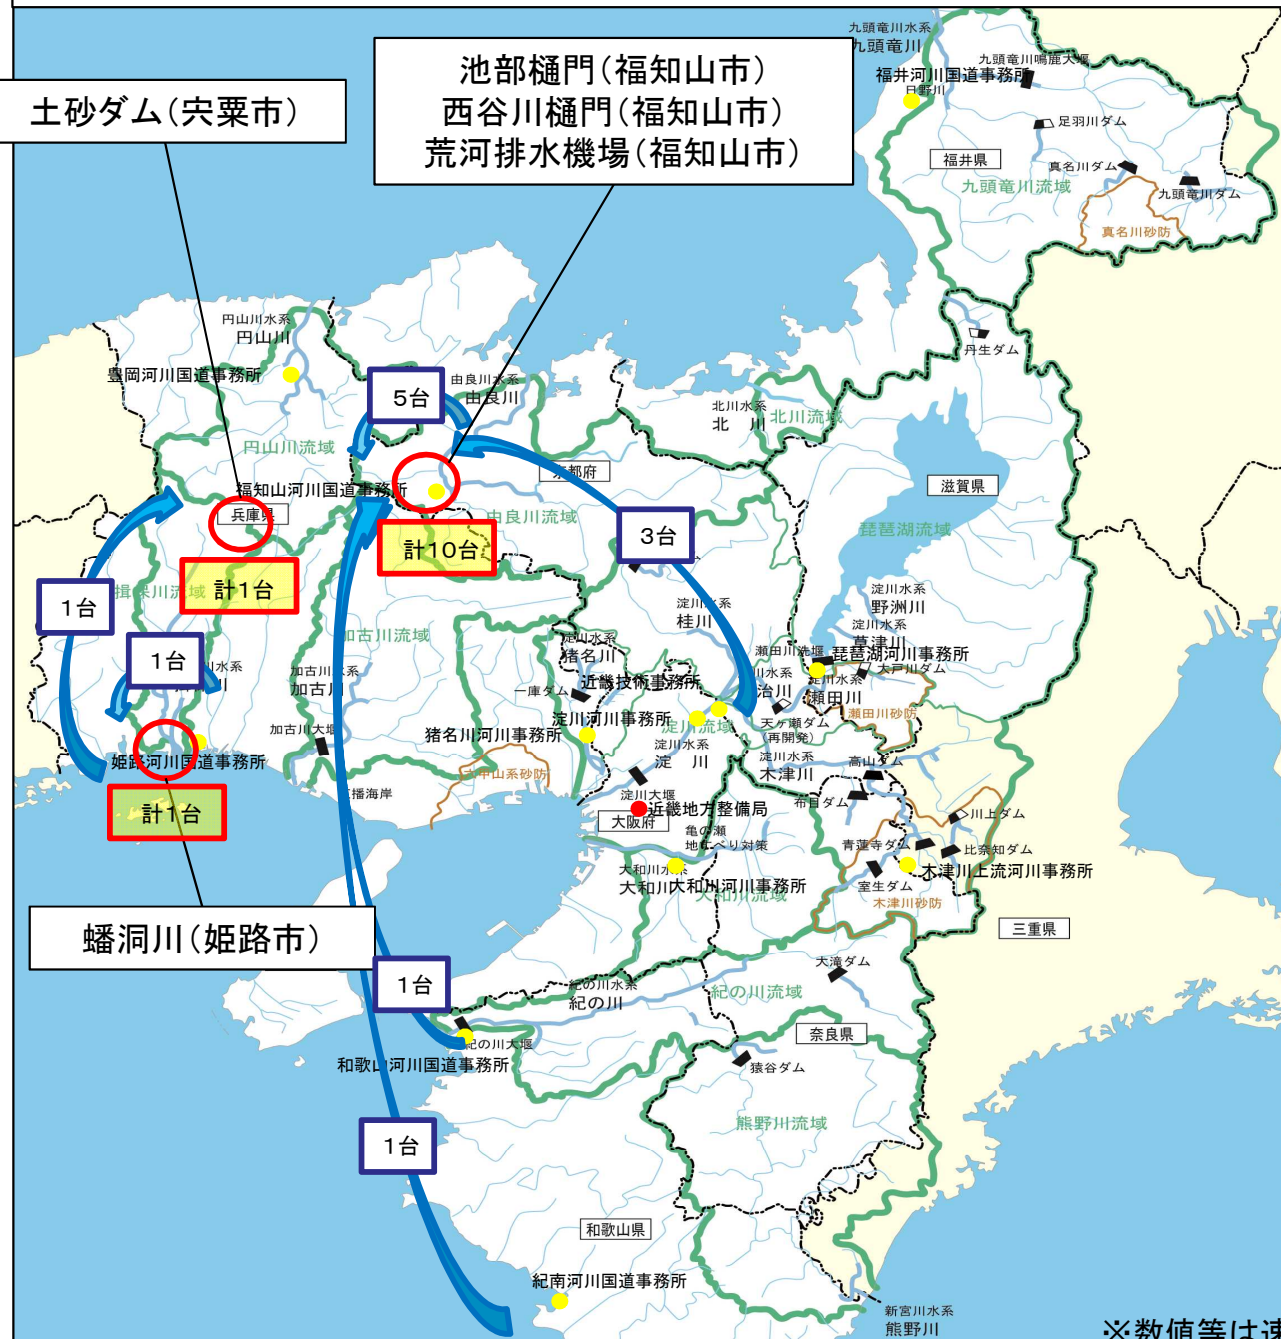 池部樋門(福知山市)
西谷川樋門(福知山市)
荒河排水機場(福知山市)
土砂ダム(宍粟市)
九頭竜川水系
九頭竜川
九頭竜川鳴鹿大堰
福井河川国道事務所
日野川
足羽川ダム
福井県
真名川ダム
九頭竜川流域
九頭竜川ダム
真名川砂防
円山川水系
円山川
丹生ダム
豊岡河川国道事務所
5台
由良川水系
由良川
北川水系
北 川
北川流域
円山川流域
京都府
滋賀県
福知山河川国道事務所
兵庫県
由良川流域
琵琶湖流域
3台
計10台
計1台
揖保川流域
1台
淀川水系
野洲川
淀川水系
桂川
淀川水系
草津川
加古川流域
淀川水系
猪名川
瀬田川洗堰
琵琶湖河川事務所
1台
加古川水系
加古川
近畿技術事務所
大戸川ダム
淀川水系
瀬田川
一庫ダム
淀川河川事務所
淀川流域
天ヶ瀬ダム
(再開発)
瀬田川砂防
加古川大堰
猪名川河川事務所
淀川水系
淀 川
淀川水系
木津川
姫路河川国道事務所
高山ダム
淀川大堰
布目ダム
計1台
近畿地方整備局
大阪府
川上ダム
亀の瀬
地すべり対策
青蓮寺ダム
比奈知ダム
大和川水系
大和川
大和川河川事務所
大和川流域
木津川上流河川事務所
室生ダム
木津川砂防
三重県
蟠洞川(姫路市)
大滝ダム
1台
紀の川水系
紀の川
紀の川流域
奈良県
紀の川大堰
和歌山河川国道事務所
猿谷ダム
熊野川流域
1台
和歌山県
紀南河川国道事務所
新宮川水系
熊野川
※数値等は速